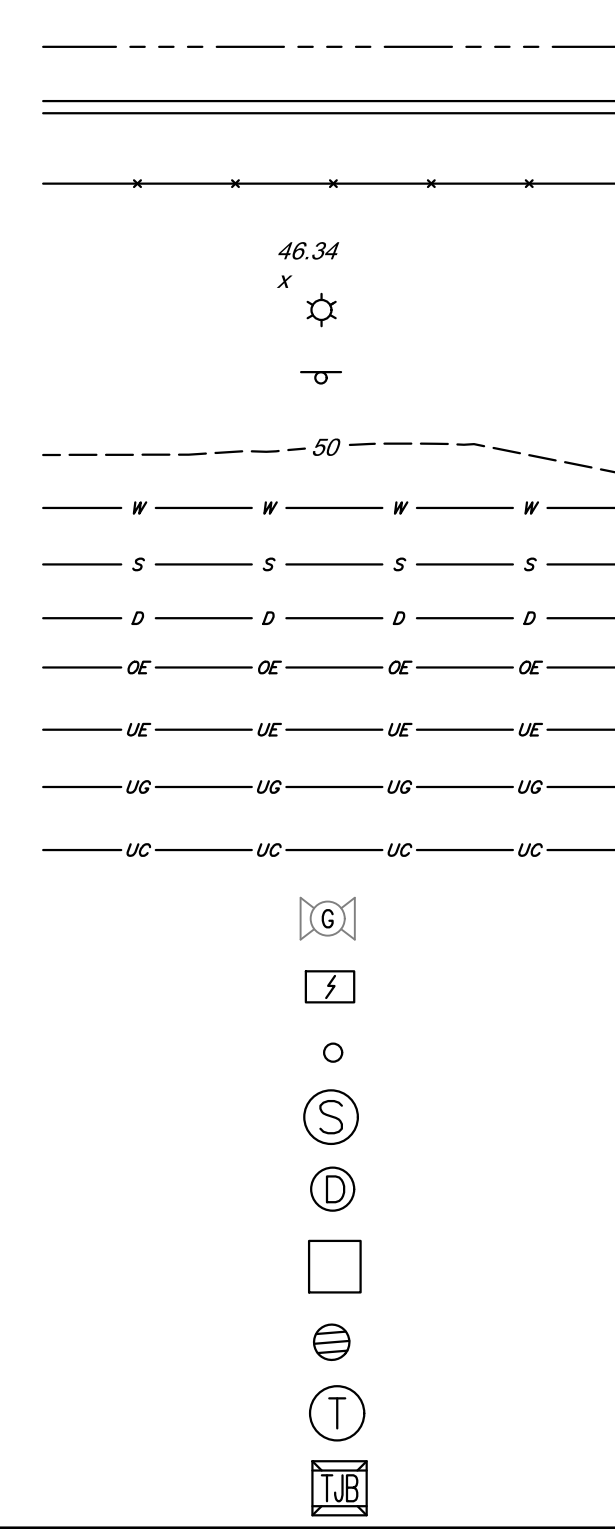 46.34
x
50
W W W W
S S S S
D D D D
OE OE OE OE
UE UE UE UE
UG UG UG UG
UC UC UC UC
G
S
D
T
TJB